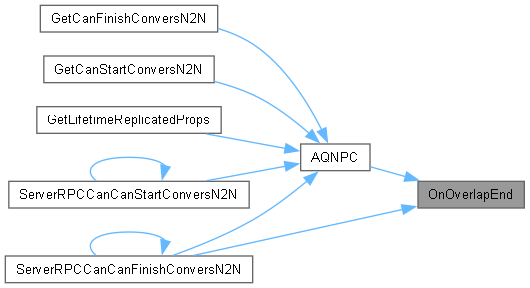 GetCanFinishConversN2N
GetCanStartConversN2N
GetLifetimeReplicatedProps
AQNPC
ServerRPCCanCanStartConversN2N
OnOverlapEnd
ServerRPCCanCanFinishConversN2N